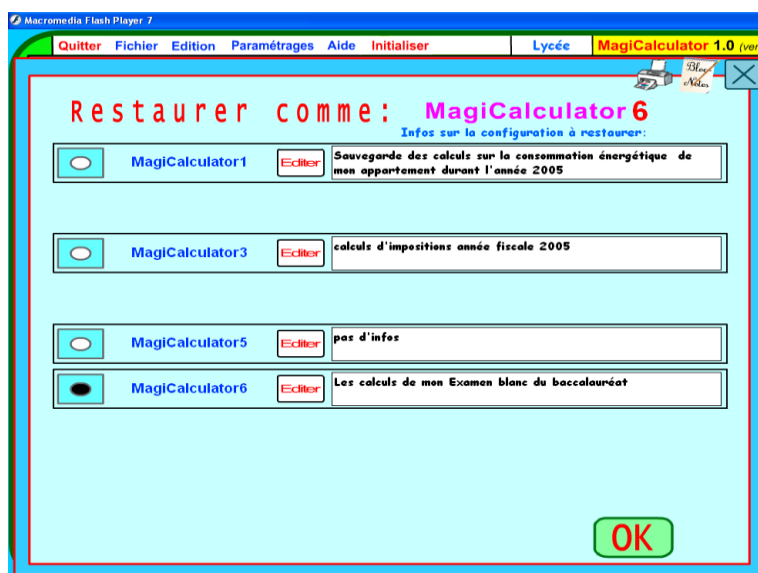 Macromedia Flash Player 7
Quitter Fichier Edition Paramétrages Aide Initialiser Lycée MagiCalculator 1.0 (ver
Bloc
Notes
Restaurer comme: MagiCalculator 6
Infos sur la configuration à restaurer:
MagiCalculator1 Editer Sauvegarde des calculs sur la consommation énergétique de
mon appartement durant l'année 2005
MagiCalculator3 Editer calculs d'impositions année fiscale 2005
MagiCalculator5 Editer pas d'infos
MagiCalculator6 Editer Les calculs de mon Examen blanc du baccalauréat
OK